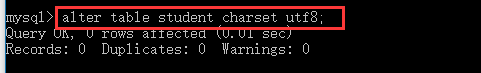 mysql> alter table student charset utf8;
Query OK, 0 rows affected (0.01 sec)
Records: 0  Duplicates: 0  Warnings: 0